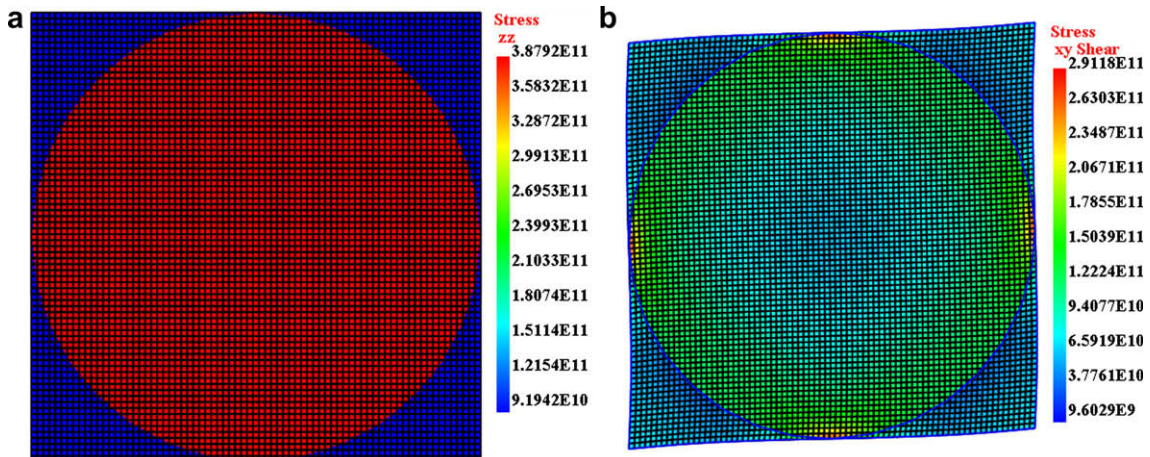 a
Stress
zz
3.8792E11
3.5832E11
3.2872E11
2.9913E11
2.6953E11
2.3993E11
2.1033E11
1.8074E11
1.5114E11
1.2154E11
9.1942E10
b
Stress
xy Shear
2.9118E11
2.6303E11
2.3487E11
2.0671E11
1.7855E11
1.5039E11
1.2224E11
9.4077E10
6.5919E10
3.7761E10
9.6029E9